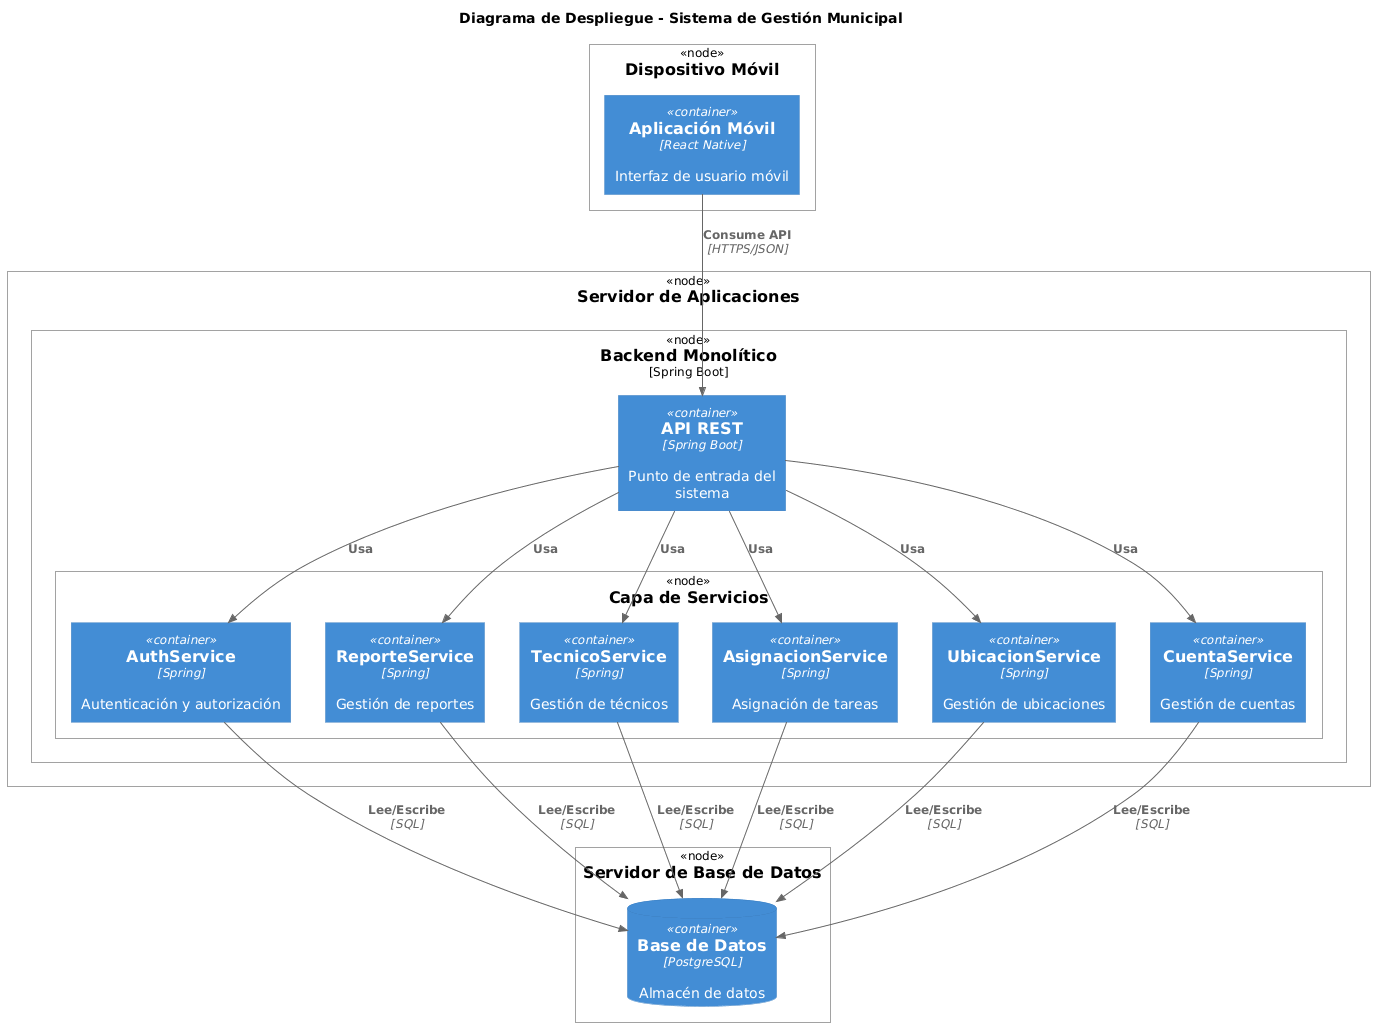 Diagrama de Despliegue - Sistema de Gestión Municipal
«node»
Dispositivo Móvil
«container»
Aplicación Móvil
[React Native]
Interfaz de usuario móvil
Consume API
[HTTPS/JSON]
«node»
Servidor de Aplicaciones
«node»
Backend Monolítico
[Spring Boot]
«container»
API REST
[Spring Boot]
Punto de entrada del
sistema
Usa
Usa
Usa
Usa
Usa
Usa
«node»
Capa de Servicios
«container»
AuthService
[Spring]
Autenticación y autorización
«container»
ReporteService
[Spring]
Gestión de reportes
«container»
TecnicoService
[Spring]
Gestión de técnicos
«container»
AsignacionService
[Spring]
Asignación de tareas
«container»
UbicacionService
[Spring]
Gestión de ubicaciones
«container»
CuentaService
[Spring]
Gestión de cuentas
Lee/Escribe
[SQL]
Lee/Escribe
[SQL]
Lee/Escribe
[SQL]
Lee/Escribe
[SQL]
Lee/Escribe
[SQL]
Lee/Escribe
[SQL]
«node»
Servidor de Base de Datos
«container»
Base de Datos
[PostgreSQL]
Almacén de datos